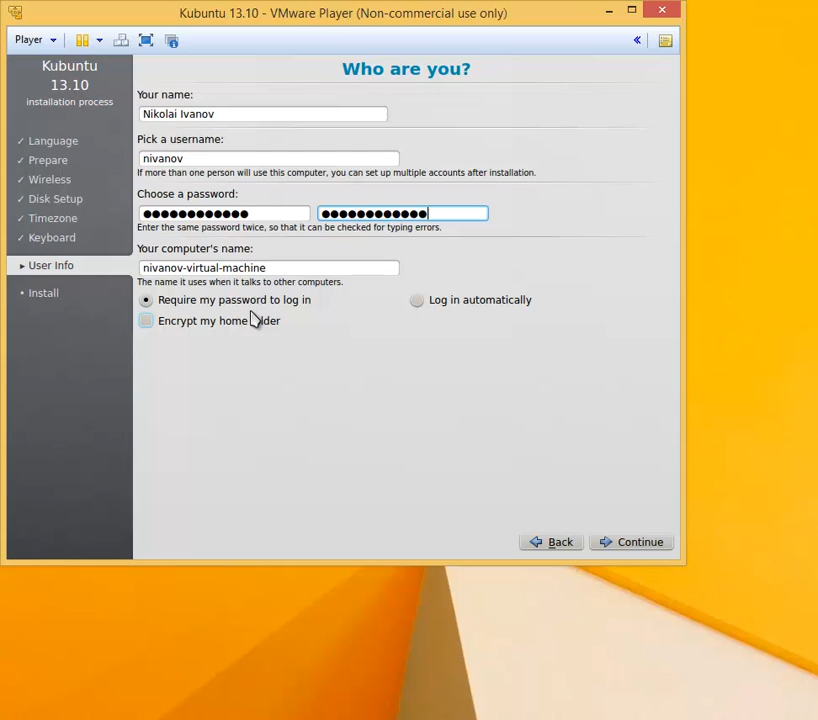 Kubuntu 13.10 - VMware Player (Non-commercial use only)
Player
Kubuntu
13.10
installation process
✓ Language
✓ Prepare
✓ Wireless
✓ Disk Setup
✓ Timezone
✓ Keyboard
▸ User Info
• Install
Who are you?
Your name:
Nikolai Ivanov
Pick a username:
nivanov
If more than one person will use this computer, you can set up multiple accounts after installation.
Choose a password:
●●●●●●●●●●●● ●●●●●●●●●●●●
Enter the same password twice, so that it can be checked for typing errors.
Your computer's name:
nivanov-virtual-machine
The name it uses when it talks to other computers.
Require my password to log in Log in automatically
Encrypt my home folder
Back Continue